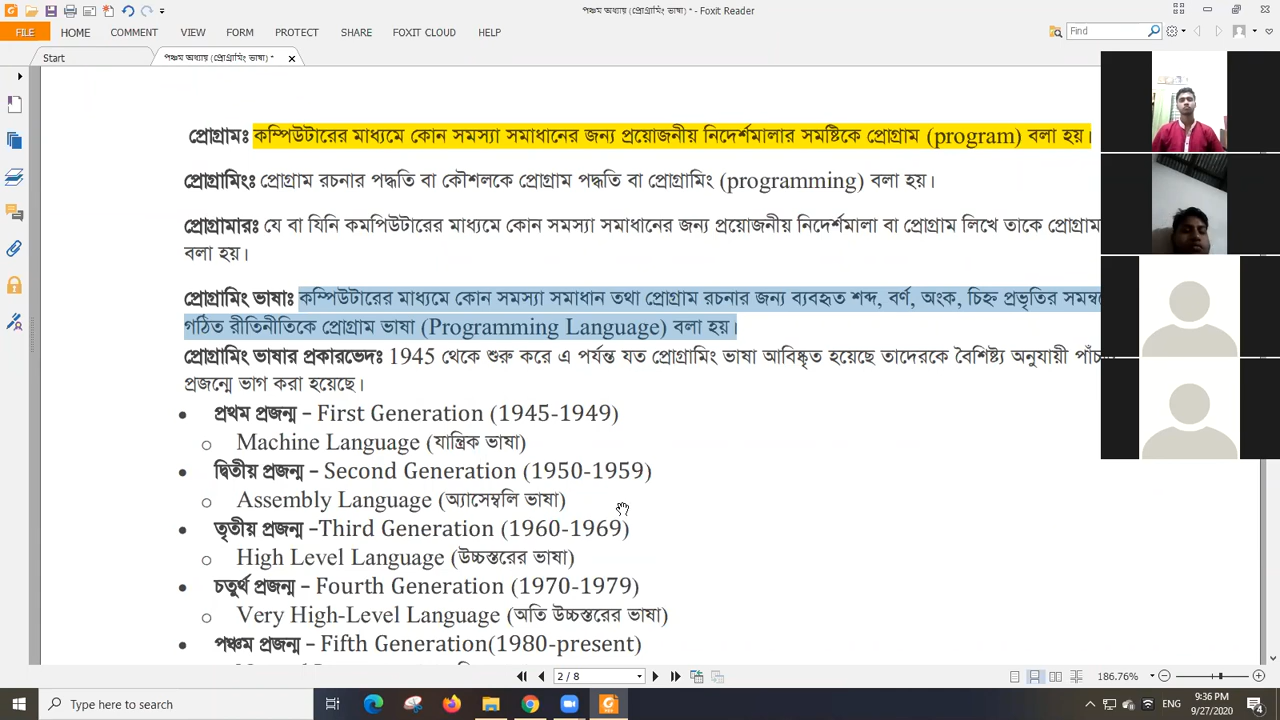 পঞ্চম অধ্যায় (প্রোগ্রামিং ভাষা) * - Foxit Reader
FILE HOME COMMENT VIEW FORM PROTECT SHARE FOXIT CLOUD HELP
Find
Start
পঞ্চম অধ্যায় (প্রোগ্রামিং ভাষা) *
প্রোগ্রামঃ কম্পিউটারের মাধ্যমে কোন সমস্যা সমাধানের জন্য প্রয়োজনীয় নিদের্শমালার সমষ্টিকে প্রোগ্রাম (program) বলা হয়।
প্রোগ্রামিংঃ প্রোগ্রাম রচনার পদ্ধতি বা কৌশলকে প্রোগ্রাম পদ্ধতি বা প্রোগ্রামিং (programming) বলা হয়।
প্রোগ্রামারঃ যে বা যিনি কমপিউটারের মাধ্যমে কোন সমস্যা সমাধানের জন্য প্রয়োজনীয় নিদের্শমালা বা প্রোগ্রাম লিখে তাকে প্রোগ্রাম
বলা হয়।
প্রোগ্রামিং ভাষাঃ কম্পিউটারের মাধ্যমে কোন সমস্যা সমাধান তথা প্রোগ্রাম রচনার জন্য ব্যবহৃত শব্দ, বর্ণ, অংক, চিহ্ন প্রভৃতির
গঠিত রীতিনীতিকে প্রোগ্রাম ভাষা (Programming Language) বলা হয়।
প্রোগ্রামিং ভাষার প্রকারভেদঃ 1945 থেকে শুরু করে এ পর্যন্ত যত প্রোগ্রামিং ভাষা আবিষ্কৃত হয়েছে তাদেরকে বৈশিষ্ট্য অনুযায়ী
প্রজন্মে ভাগ করা হয়েছে।
• প্রথম প্রজন্ম – First Generation (1945-1949)
o Machine Language (যান্ত্রিক ভাষা)
• দ্বিতীয় প্রজন্ম – Second Generation (1950-1959)
o Assembly Language (অ্যাসেম্বলি ভাষা)
• তৃতীয় প্রজন্ম –Third Generation (1960-1969)
o High Level Language (উচ্চস্তরের ভাষা)
• চতুর্থ প্রজন্ম – Fourth Generation (1970-1979)
o Very High-Level Language (অতি উচ্চস্তরের ভাষা)
• পঞ্চম প্রজন্ম – Fifth Generation(1980-present)
2 / 8
186.76%
Type here to search
ENG
9:36 PM
9/27/2020